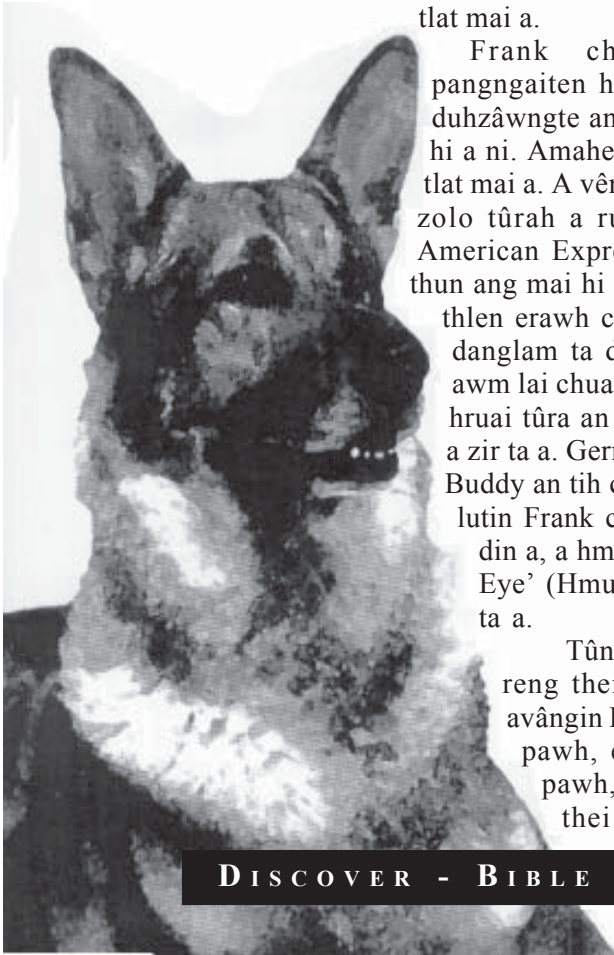 tlat mai a.
Frank ch
pangngaiten h
duhzâwngte an
hi a ni. Amahe
tlat mai a. A vên
zolo tûrah a ru
American Expre
thun ang mai hi
thlen erawh c
danglam ta d
awm lai chua
hruai tûra an
a zir ta a. Gern
Buddy an tih c
lutin Frank c
din a, a hm
Eye’ (Hmu
ta a.
Tûn
reng thei
avângin h
pawh, c
pawh,
thei
DISCOVER - BIBLE